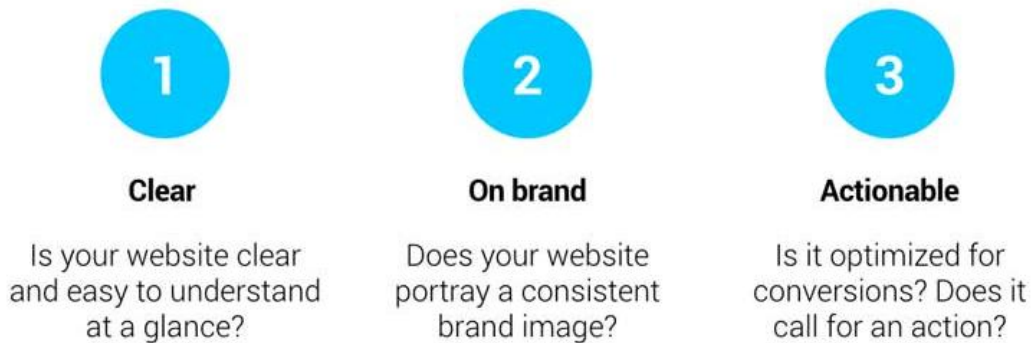 1
Clear
Is your website clear
and easy to understand
at a glance?
2
On brand
Does your website
portray a consistent
brand image?
3
Actionable
Is it optimized for
conversions? Does it
call for an action?